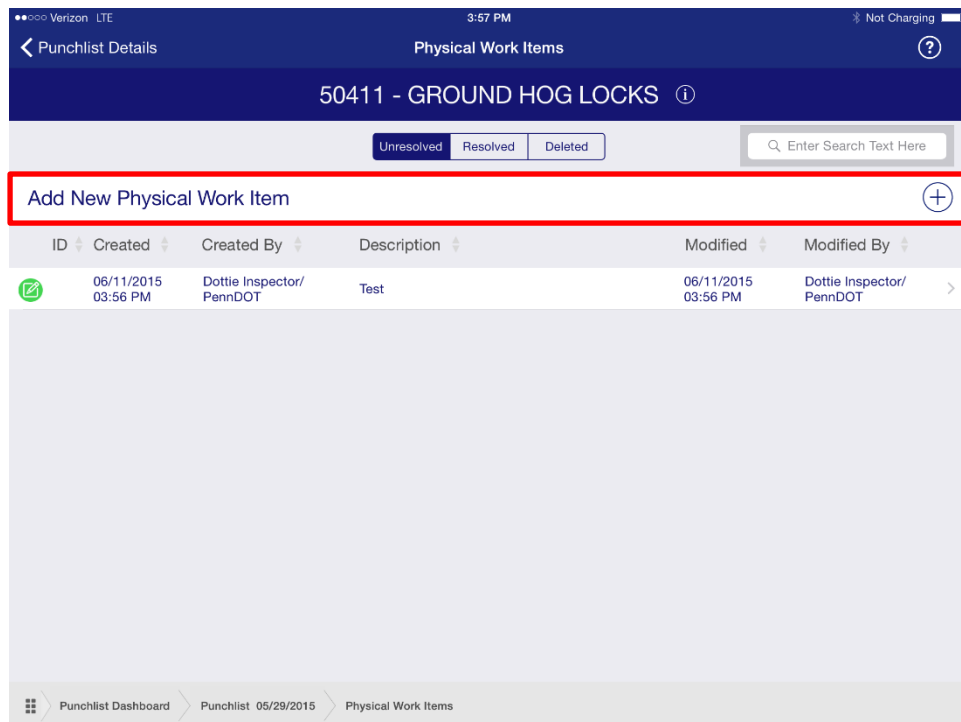 Verizon LTE 3:57 PM Not Charging
Punchlist Details Physical Work Items ?
50411 - GROUND HOG LOCKS i
Unresolved Resolved Deleted Enter Search Text Here
Add New Physical Work Item +
ID Created Created By Description Modified Modified By
06/11/2015 Dottie Inspector/ Test 06/11/2015 Dottie Inspector/
03:56 PM PennDOT 03:56 PM PennDOT
Punchlist Dashboard Punchlist 05/29/2015 Physical Work Items